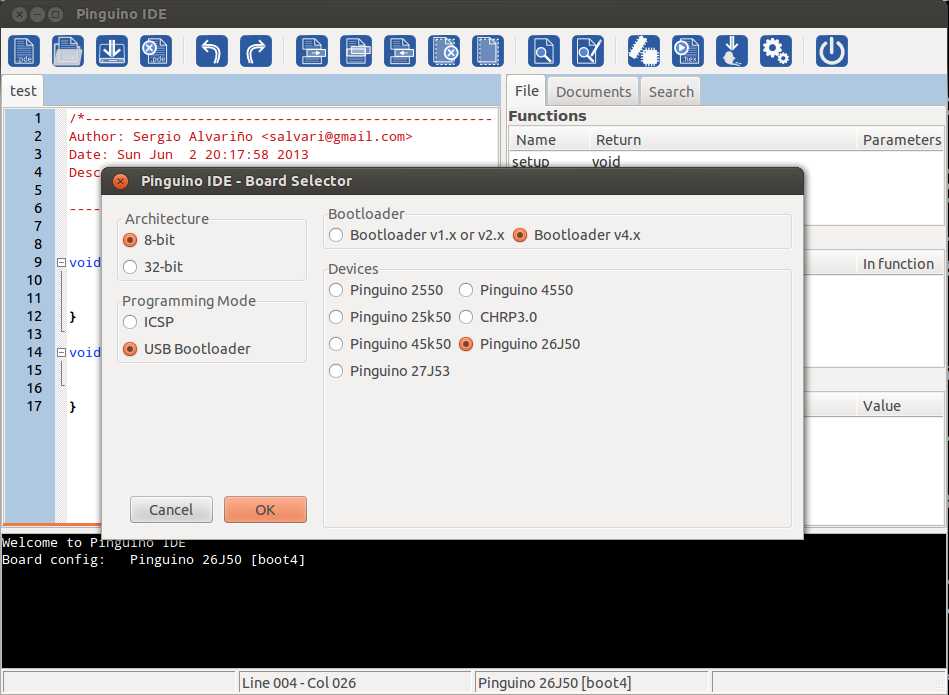 Pinguino IDE
.pde
.pde
.pde
.hex
test
File Documents Search
1 /*--------------------------------------------------
2 Author: Sergio Alvariño <salvari@gmail.com>
3 Date: Sun Jun  2 20:17:58 2013
4 Desc
5
6 ----
7
8
9 void
10
11
12 }
13
14 void
15
16
17 }
Functions
Name Return Parameters
setup void
In function
Value
Pinguino IDE - Board Selector
Architecture
8-bit
32-bit
Programming Mode
ICSP
USB Bootloader
Bootloader
Bootloader v1.x or v2.x Bootloader v4.x
Devices
Pinguino 2550 Pinguino 4550
Pinguino 25k50 CHRP3.0
Pinguino 45k50 Pinguino 26J50
Pinguino 27J53
Cancel OK
Welcome to Pinguino IDE
Board config:   Pinguino 26J50 [boot4]
Line 004 - Col 026 Pinguino 26J50 [boot4]